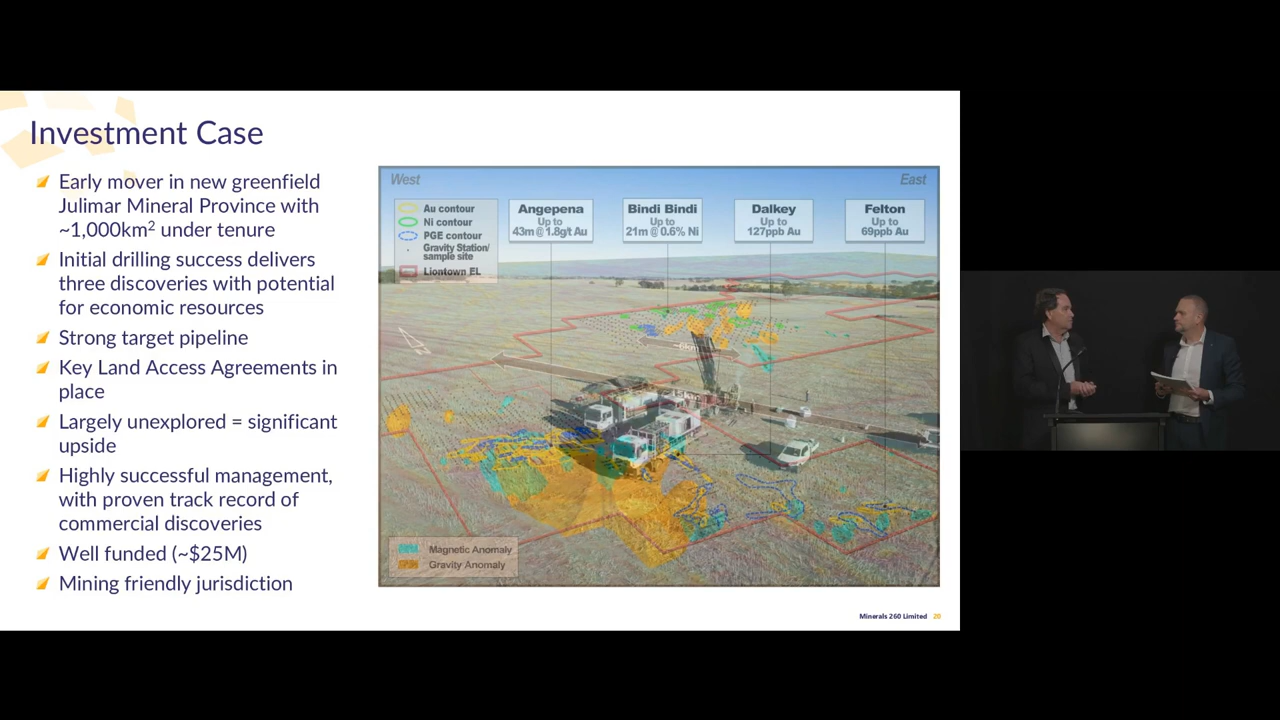 Investment Case
Early mover in new greenfield
Julimar Mineral Province with
~1,000km² under tenure
Initial drilling success delivers
three discoveries with potential
for economic resources
Strong target pipeline
Key Land Access Agreements in
place
Largely unexplored = significant
upside
Highly successful management,
with proven track record of
commercial discoveries
Well funded (~$25M)
Mining friendly jurisdiction
West
East
Au contour
Ni contour
PGE contour
Gravity Station/
sample site
Liontown EL
Angepena
Up to
43m @ 1.8g/t Au
Bindi Bindi
Up to
21m @ 0.6% Ni
Dalkey
Up to
127ppb Au
Felton
Up to
69ppb Au
~6km
Magnetic Anomaly
Gravity Anomaly
Minerals 260 Limited 20